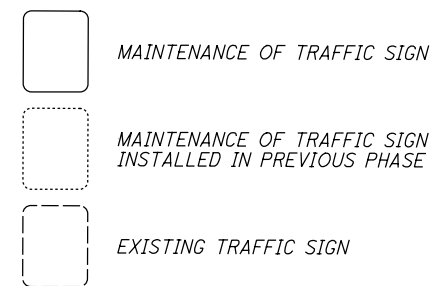 MAINTENANCE OF TRAFFIC SIGN
MAINTENANCE OF TRAFFIC SIGN
INSTALLED IN PREVIOUS PHASE
EXISTING TRAFFIC SIGN